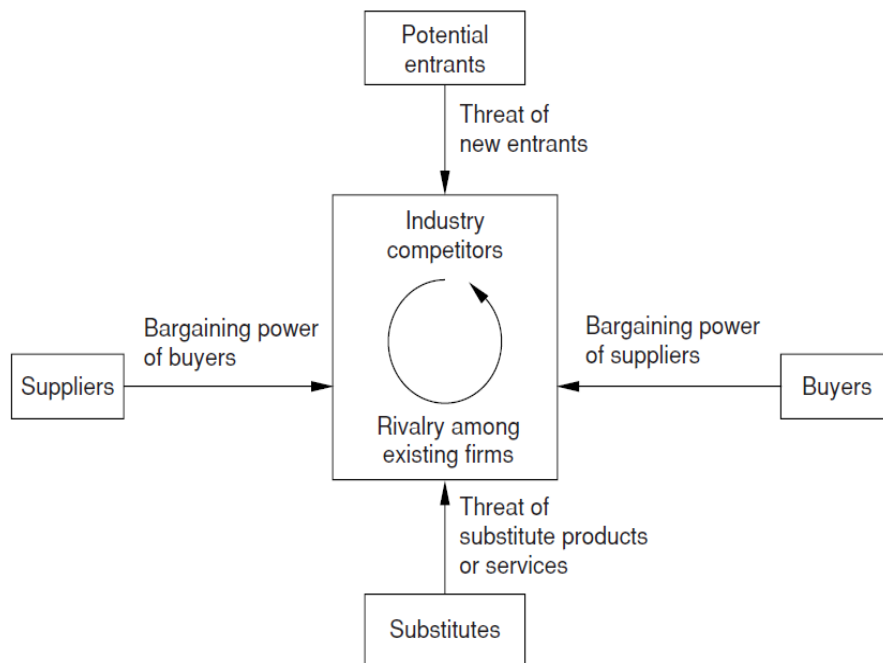 Potential
entrants
Threat of
new entrants
Industry
competitors
Bargaining power
of buyers
Suppliers
Bargaining power
of suppliers
Buyers
Rivalry among
existing firms
Threat of
substitute products
or services
Substitutes